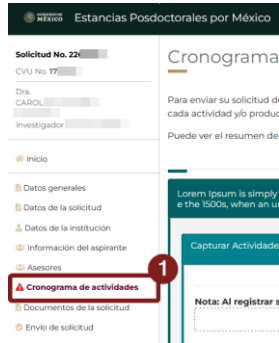 MÉXICO Estancias Posdoctorales por México
Solicitud No. 22
CVU No. 17
Dra.
CAROL
Investigador
Inicio
Datos generales
Datos de la solicitud
Datos de la institución
Información del aspirante
Asesores
Cronograma de actividades
Documentos de la solicitud
Envío de solicitud
1
Cronograma
Para enviar su solicitud
cada actividad y/o
Puede ver el resumen de
Lorem Ipsum is simply
e the 1500s, when an
Capturar
Nota: Al registrar